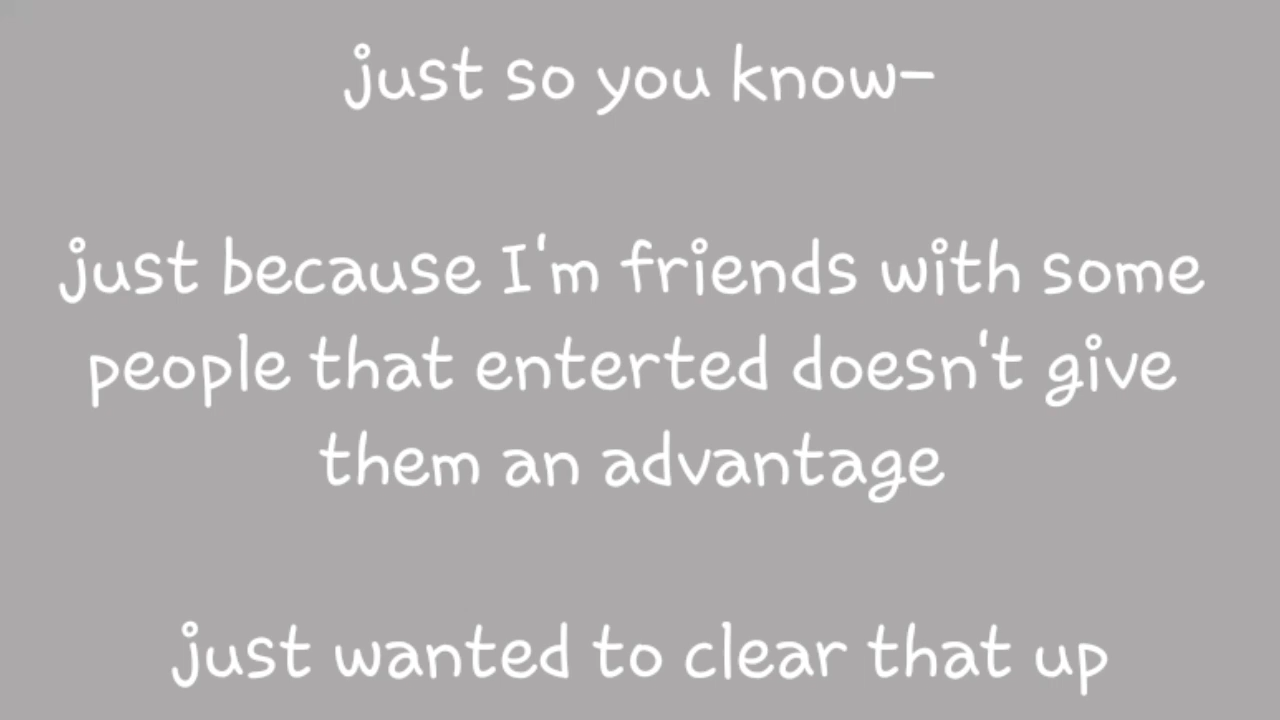 just so you know-
just because I'm friends with some
people that enterted doesn't give
them an advantage
just wanted to clear that up